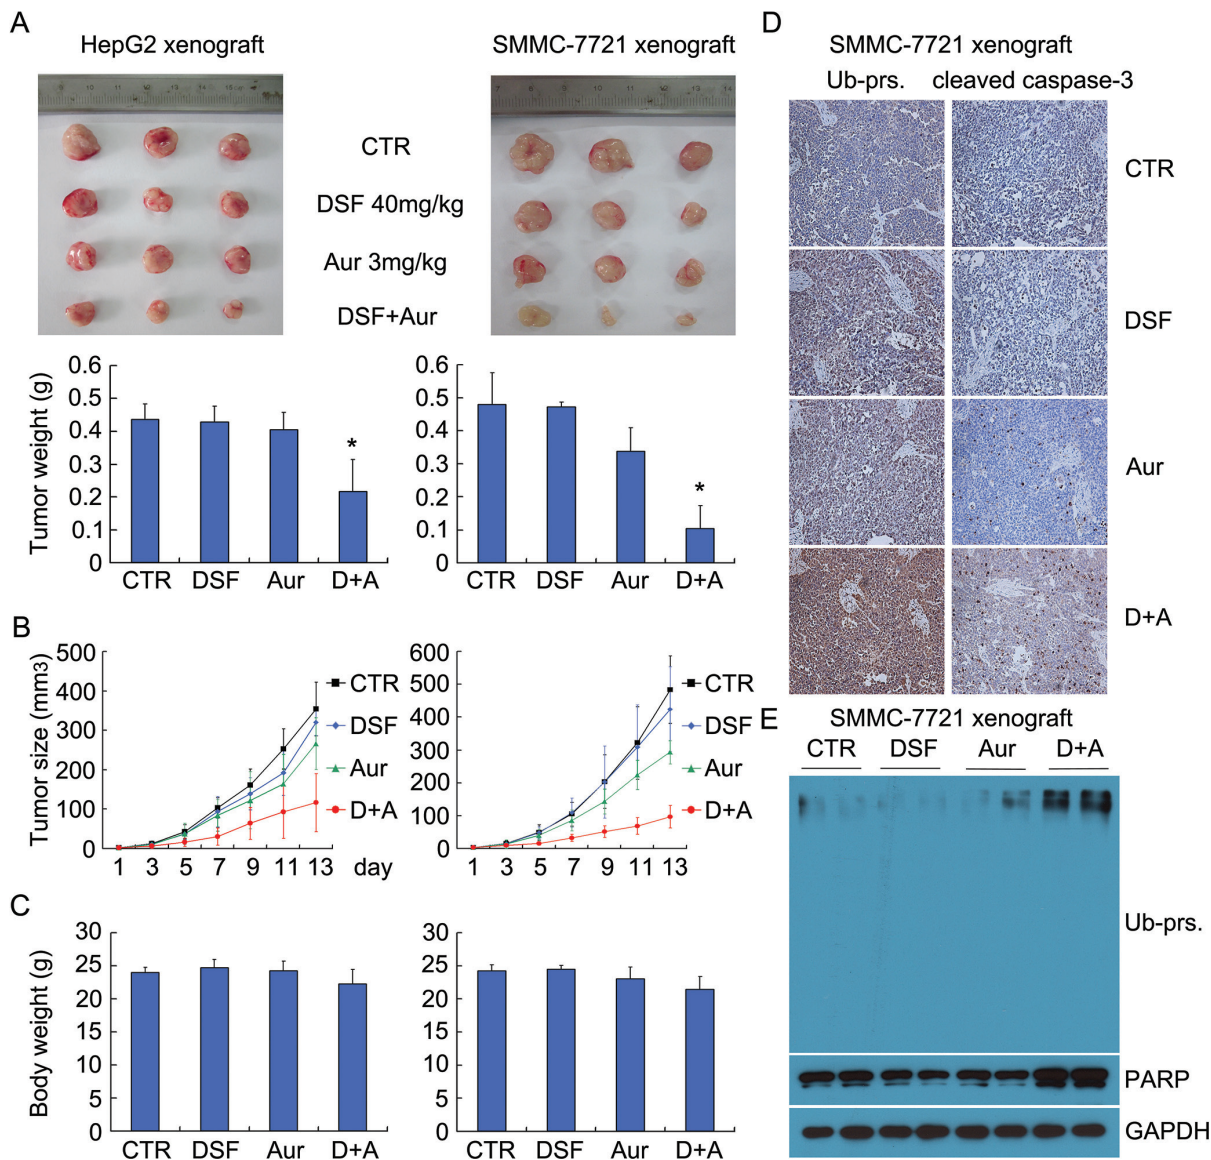 A
HepG2 xenograft
SMMC-7721 xenograft
CTR
DSF 40mg/kg
Aur 3mg/kg
DSF+Aur
Tumor weight (g)
0.6
0.5
0.4
0.3
0.2
0.1
0
*
CTR DSF Aur D+A
0.6
0.5
0.4
0.3
0.2
0.1
0
*
CTR DSF Aur D+A
B
Tumor size (mm3)
500
400
300
200
100
0
CTR
DSF
Aur
D+A
1 3 5 7 9 11 13 day
600
500
400
300
200
100
0
CTR
DSF
Aur
D+A
1 3 5 7 9 11 13
C
Body weight (g)
30
25
20
15
10
5
0
CTR DSF Aur D+A
30
25
20
15
10
5
0
CTR DSF Aur D+A
D
SMMC-7721 xenograft
Ub-prs. cleaved caspase-3
CTR
DSF
Aur
D+A
E
SMMC-7721 xenograft
CTR DSF Aur D+A
Ub-prs.
PARP
GAPDH